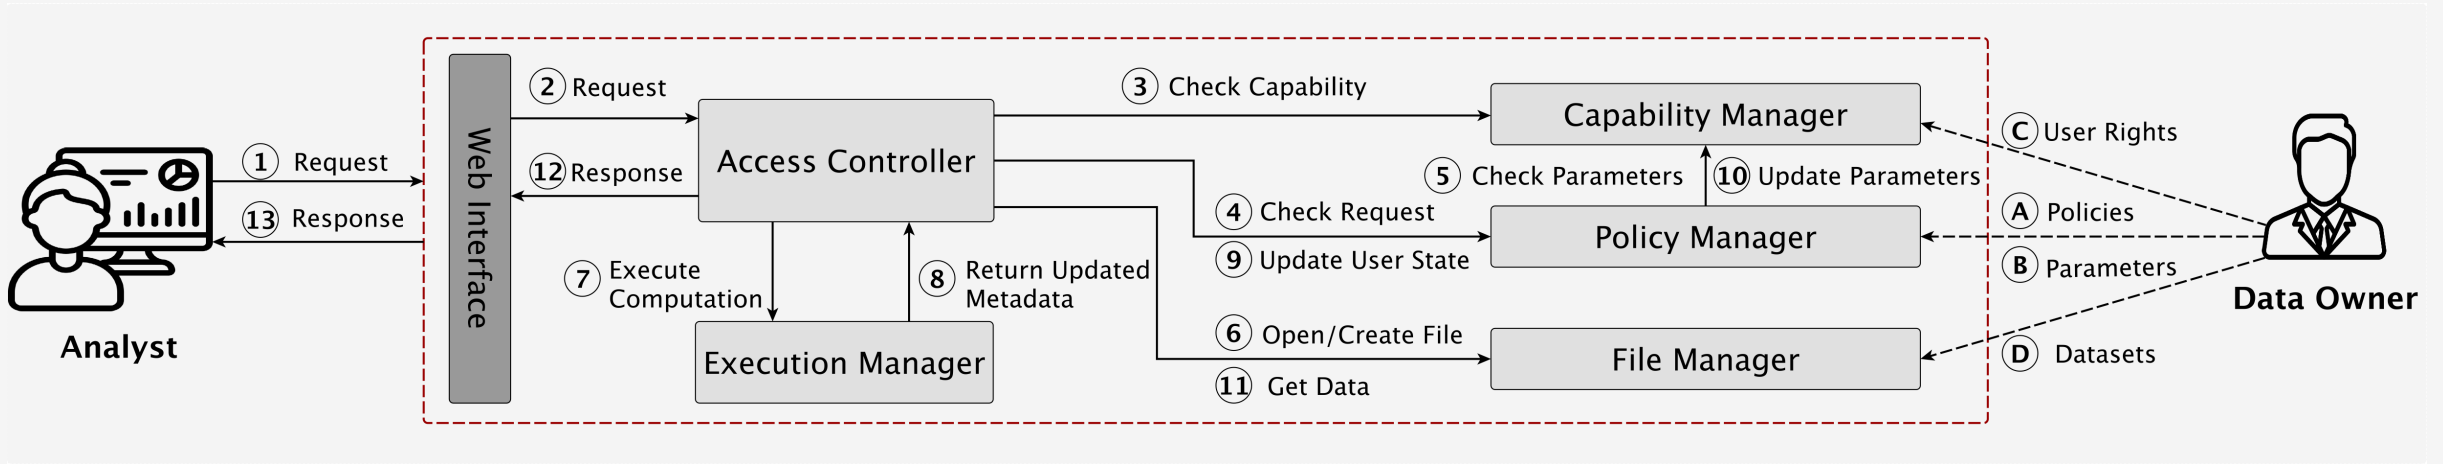 1 Request
13 Response
Analyst
Web Interface
2 Request
12 Response
Access Controller
7 Execute
Computation
8 Return Updated
Metadata
Execution Manager
3 Check Capability
4 Check Request
9 Update User State
6 Open/Create File
11 Get Data
Capability Manager
5 Check Parameters
10 Update Parameters
Policy Manager
File Manager
C User Rights
A Policies
B Parameters
D Datasets
Data Owner